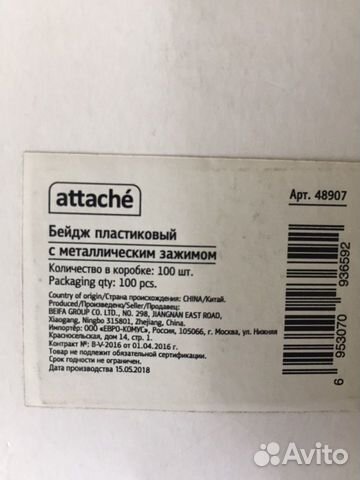 attaché
Арт. 48907
Бейдж пластиковый
с металлическим зажимом
Количество в коробке: 100 шт.
Packaging qty: 100 pcs.
Country of origin/Страна происхождения: CHINA/Китай.
Produced/Произведено/Продавец:
BEIFA GROUP CO. LTD., NO. 298, JIANGNAN EAST ROAD,
Xiaogang, Ningbo 315801, Zhejiang, China.
Импортёр: ООО «ЕВРО-КОМУС», Россия, 105066, г. Москва, ул. Нижняя
Красносельская, дом 14, стр. 1.
Контракт № B-V-2016 от 01.04.2016 г.
Товар не подлежит обязательной сертификации.
Срок годности не ограничен.
Дата производства 15.05.2018
6 953070 936592
Avito